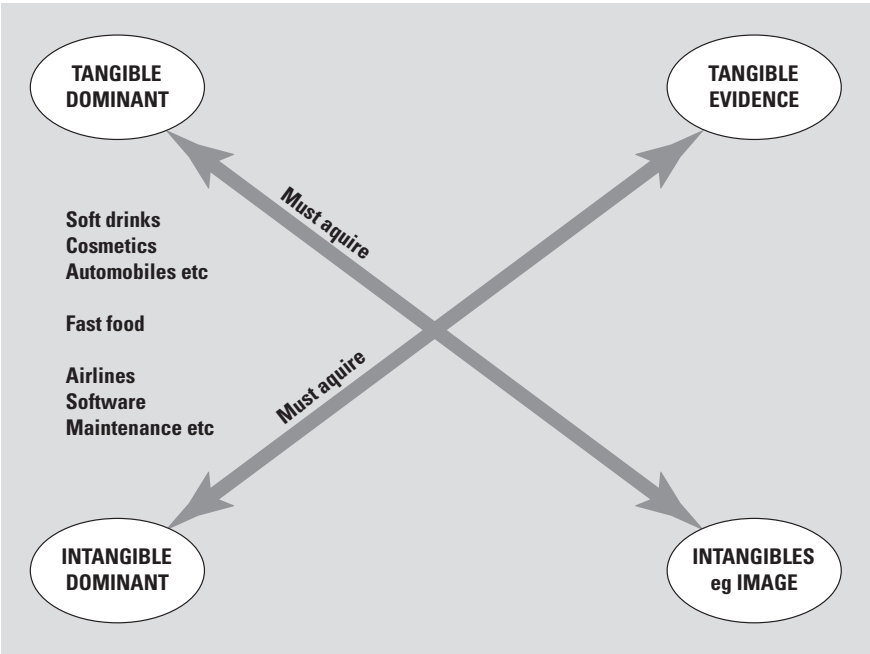 TANGIBLE
DOMINANT
TANGIBLE
EVIDENCE
Must aquire
Soft drinks
Cosmetics
Automobiles etc
Fast food
Airlines
Software
Maintenance etc
Must aquire
INTANGIBLE
DOMINANT
INTANGIBLES
eg IMAGE